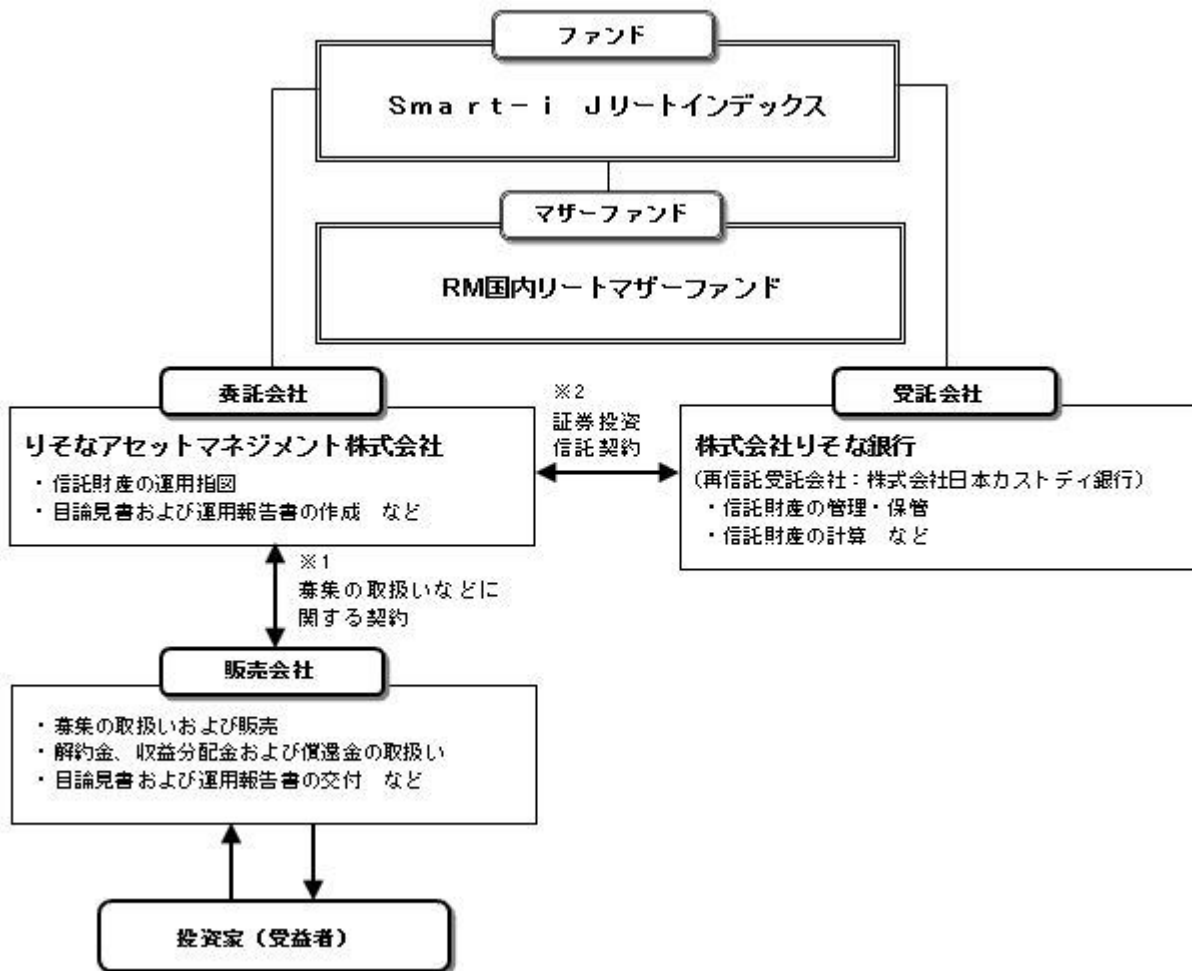 ファンド
Ｓｍａｒｔ－ｉ　Ｊリートインデックス
マザーファンド
RM国内リートマザーファンド
委託会社
りそなアセットマネジメント株式会社
・信託財産の運用指図
・目論見書および運用報告書の作成　など
※2
証券投資
信託契約
受託会社
株式会社りそな銀行
(再信託受託会社：株式会社日本カストディ銀行)
・信託財産の管理・保管
・信託財産の計算　など
※1
募集の取扱いなどに
関する契約
販売会社
・募集の取扱いおよび販売
・解約金、収益分配金および償還金の取扱い
・目論見書および運用報告書の交付　など
投資家（受益者）